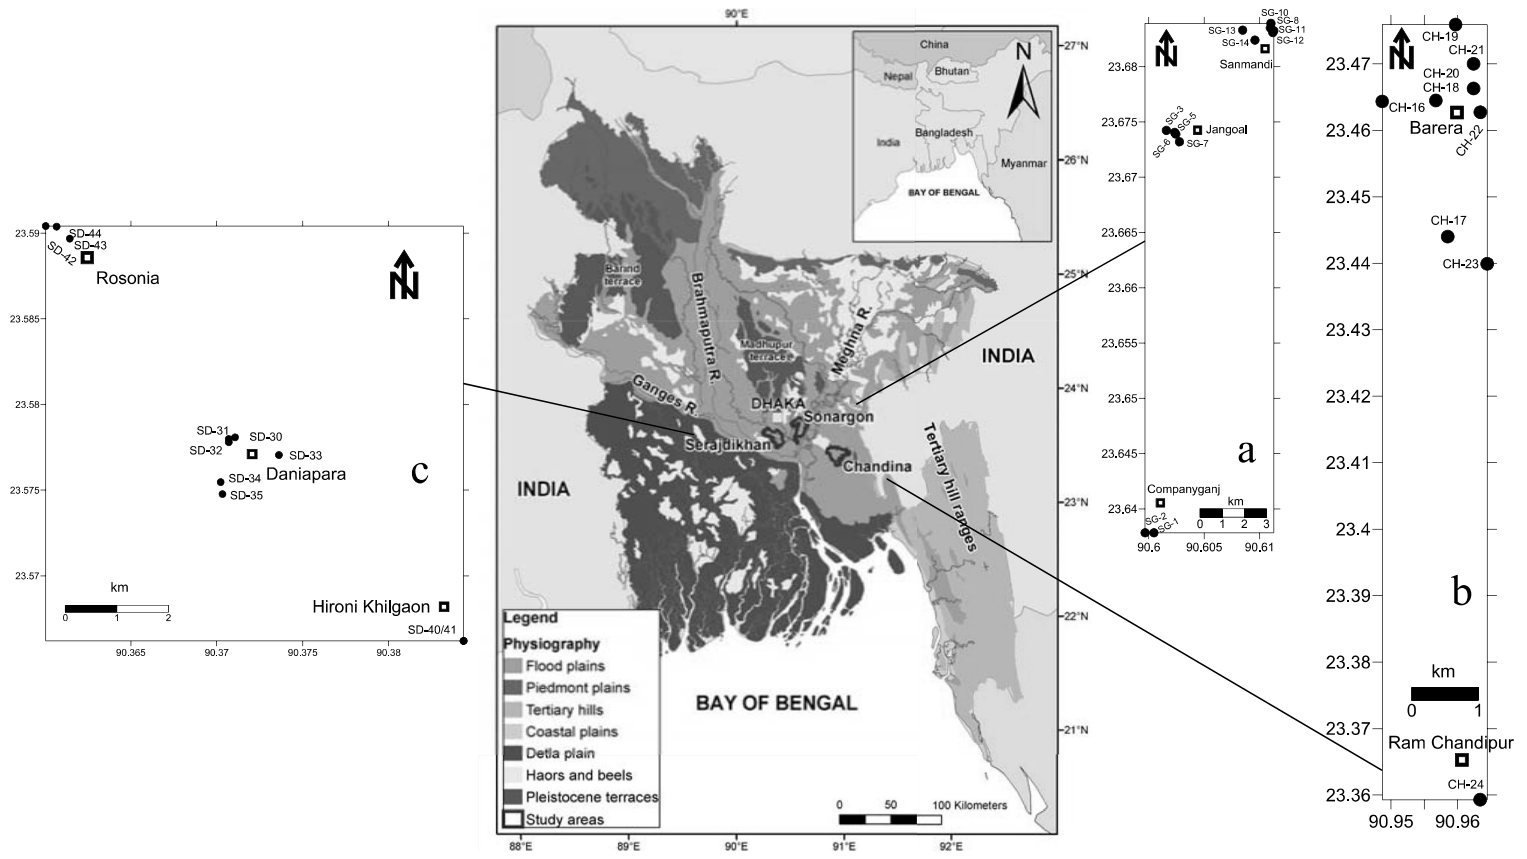 90°E
27°N
26°N
25°N
24°N
23°N
22°N
21°N
88°E
89°E
90°E
91°E
92°E
N
China
Nepal
Bhutan
Bangladesh
India
Myanmar
BAY OF BENGAL
Barind
terrace
Brahmaputra R.
Madhupur
terrace
Meghna R.
INDIA
Ganges R.
DHAKA
Sonargon
Serajdikhan
Chandina
Tertiary hill ranges
INDIA
BAY OF BENGAL
Legend
Physiography
Flood plains
Piedmont plains
Tertiary hills
Coastal plains
Detla plain
Haors and beels
Pleistocene terraces
Study areas
0 50 100 Kilometers
23.59
23.585
23.58
23.575
23.57
90.365
90.37
90.375
90.38
N
SD-44
SD-43
SD-42
Rosonia
SD-31
SD-30
SD-32
SD-33
Daniapara
SD-34
SD-35
c
km
0 1 2
Hironi Khilgaon
SD-40/41
SG-10
SG-8
SG-13
SG-11
SG-14
SG-12
Sanmandi
N
23,68
23,675
23,67
23,665
23,66
23,655
23,65
23,645
23,64
90.6
90,605
90,61
SG-3
SG-5
Jangoal
SG-6
SG-7
a
Companyganj
km
0 1 2 3
SG-2
SG-1
CH-19
N
CH-21
CH-20
CH-18
CH-16
Barera
CH-22
CH-17
CH-23
23.47
23.46
23.45
23.44
23.43
23.42
23.41
23.4
23.39
23.38
23.37
23.36
90.95
90.96
b
km
0 1
Ram Chandipur
CH-24